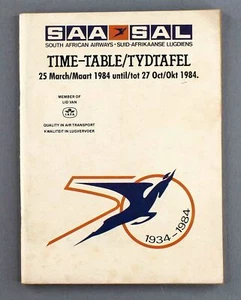 SAA SAL
SOUTH AFRICAN AIRWAYS · SUID-AFRIKAANSE LUGDIENS
TIME-TABLE/TYDTAFEL
25 March/Maart 1984 until/tot 27 Oct/Okt 1984.
MEMBER OF
LID VAN
QUALITY IN AIR TRANSPORT
KWALITEIT IN LUGVERVOER
50
1934-1984